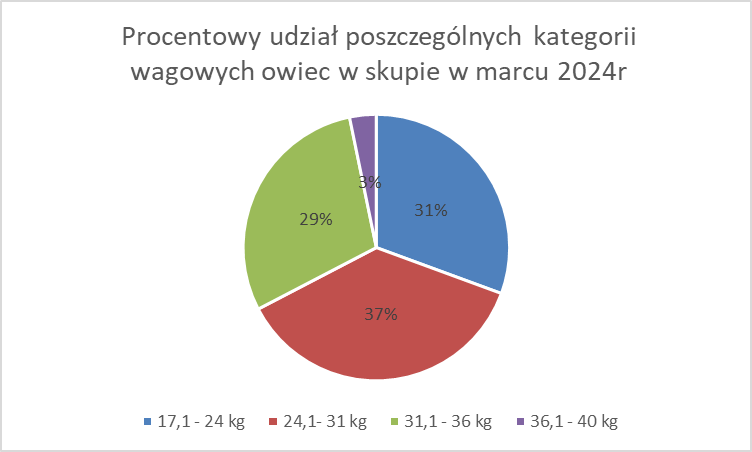 Procentowy udział poszczególnych kategorii
wagowych owiec w skupie w marcu 2024r
3%
31%
29%
37%
17,1 - 24 kg 24,1- 31 kg 31,1 - 36 kg 36,1 - 40 kg